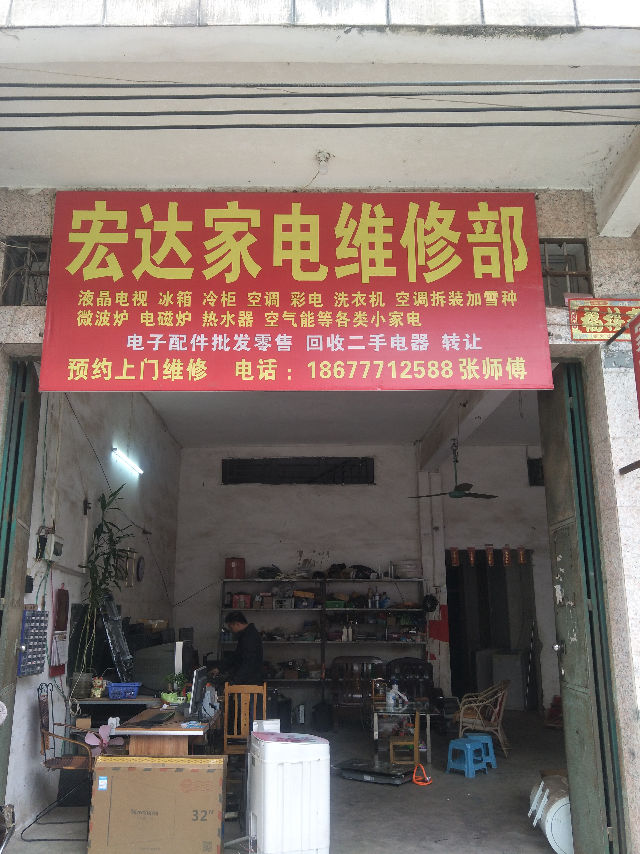 宏达家电维修部
液晶电视 冰箱 冷柜 空调 彩电 洗衣机 空调拆装加雪种
微波炉 电磁炉 热水器 空气能等各类小家电
电子配件批发零售 回收二手电器 转让
预约上门维修 电话：18677712588 张师傅
32"